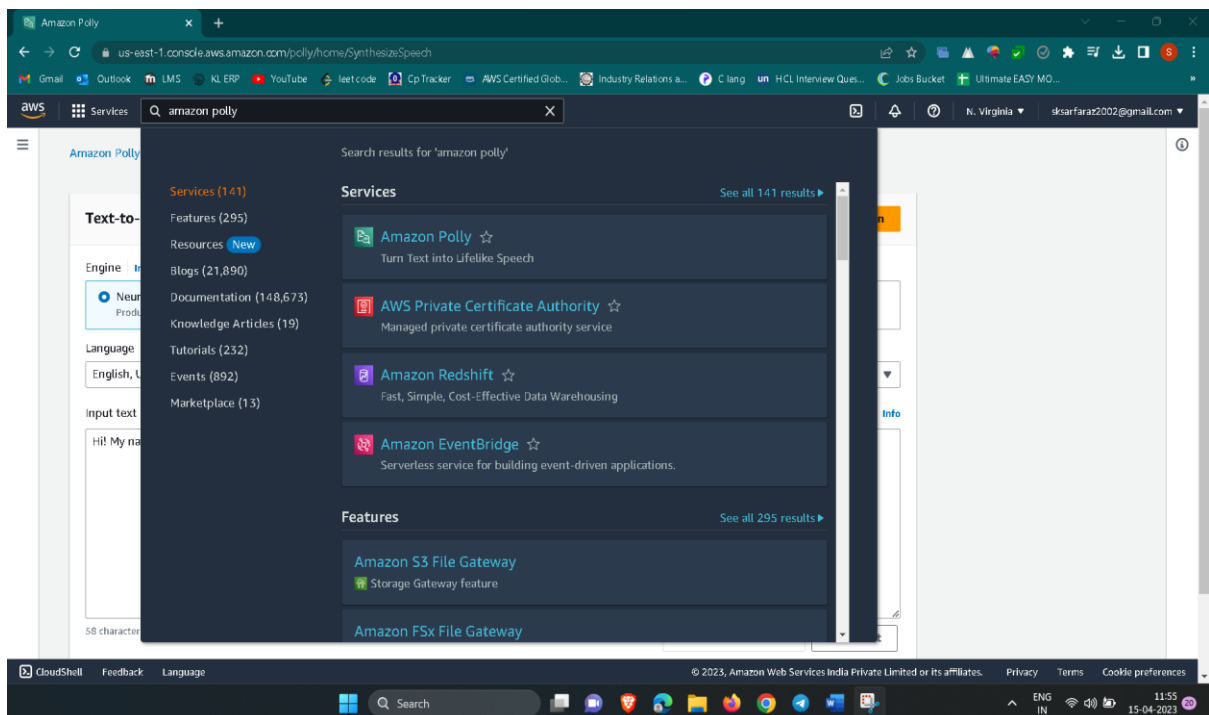 Amazon Polly
us-east-1.console.aws.amazon.com/polly/home/SynthesizeSpeech
S
Gmail Outlook LMS KL ERP YouTube leetcode CpTracker AWS Certified Glob... Industry Relations a... C lang un HCL Interview Ques... Jobs Bucket Ultimate EASY MO... »
aws Services amazon polly N. Virginia ▼ sksarfaraz2002@gmail.com ▼
Amazon Polly
Search results for 'amazon polly'
Services (141)
Features (295)
Resources New
Blogs (21,890)
Documentation (148,673)
Knowledge Articles (19)
Tutorials (232)
Events (892)
Marketplace (13)
Services See all 141 results
Amazon Polly
Turn Text into Lifelike Speech
AWS Private Certificate Authority
Managed private certificate authority service
Amazon Redshift
Fast, Simple, Cost-Effective Data Warehousing
Amazon EventBridge
Serverless service for building event-driven applications.
Features See all 295 results
Amazon S3 File Gateway
Storage Gateway feature
Amazon FSx File Gateway
Text-to-
n
Engine In
Neur
Produ
Language
English, U
Input text Info
Hi! My na
58 character
t
CloudShell Feedback Language © 2023, Amazon Web Services India Private Limited or its affiliates. Privacy Terms Cookie preferences
Search
ENG
IN
11:55
15-04-2023
20